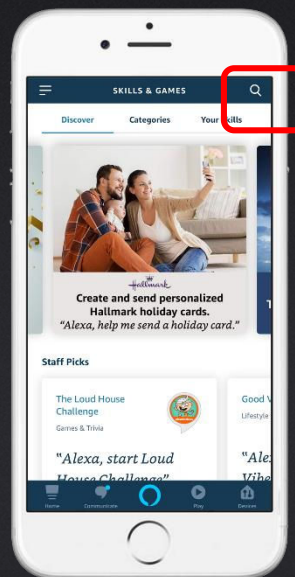 SKILLS & GAMES
Discover Categories Your Skills
Hallmark
Create and send personalized
Hallmark holiday cards.
"Alexa, help me send a holiday card."
Staff Picks
The Loud House
Challenge
Games & Trivia
"Alexa, start Loud
House Challenge"
Good
Lifestyle
"Ale
Vibe
Home Communicate Play Devices